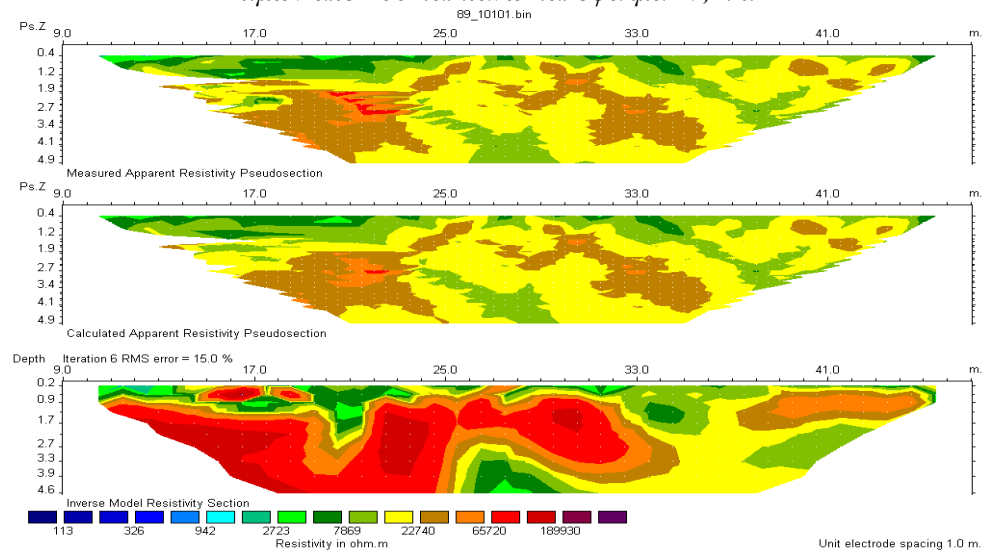 89_10101.bin
Ps.Z
9.0 17.0 25.0 33.0 41.0 m.
0.4
1.2
1.9
2.7
3.4
4.1
4.9
Measured Apparent Resistivity Pseudosection
Ps.Z
9.0 17.0 25.0 33.0 41.0 m.
0.4
1.2
1.9
2.7
3.4
4.1
4.9
Calculated Apparent Resistivity Pseudosection
Depth Iteration 6 RMS error = 15.0 %
9.0 17.0 25.0 33.0 41.0 m.
0.2
0.9
1.7
2.7
3.3
3.9
4.6
Inverse Model Resistivity Section
113 326 942 2723 7869 22740 65720 189930
Resistivity in ohm.m Unit electrode spacing 1.0 m.